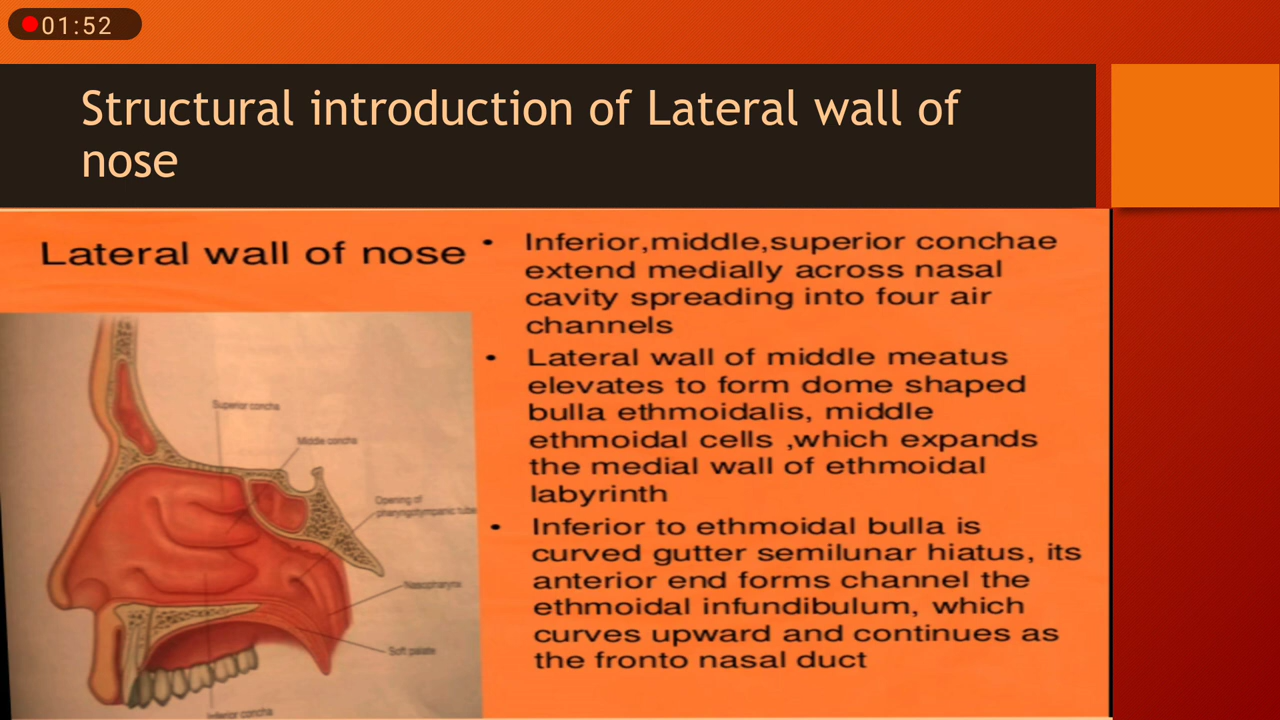 01:52
Structural introduction of Lateral wall of
nose
Lateral wall of nose
• Inferior,middle,superior conchae
extend medially across nasal
cavity spreading into four air
channels
• Lateral wall of middle meatus
elevates to form dome shaped
bulla ethmoidalis, middle
ethmoidal cells ,which expands
the medial wall of ethmoidal
labyrinth
• Inferior to ethmoidal bulla is
curved gutter semilunar hiatus, its
anterior end forms channel the
ethmoidal infundibulum, which
curves upward and continues as
the fronto nasal duct
Superior concha
Middle concha
Opening of
pharyngotympanic tube
Nasopharynx
Soft palate
Inferior concha